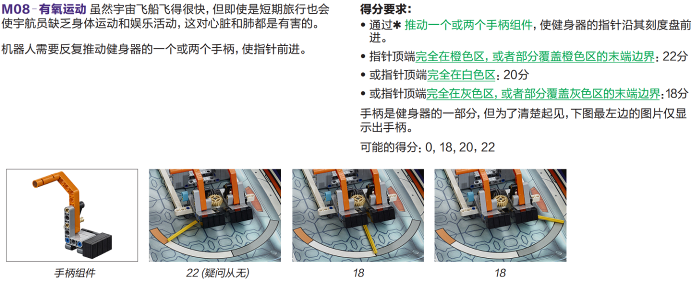 M08 - 有氧运动 虽然宇宙飞船飞得很快，但即使是短期旅行也会
使宇航员缺乏身体运动和娱乐活动，这对心脏和肺都是有害的。
机器人需要反复推动健身器的一个或两个手柄，使指针前进。
得分要求：
• 通过✱ 推动一个或两个手柄组件，使健身器的指针沿其刻度盘前
进。
• 指针顶端完全在橙色区，或者部分覆盖橙色区的末端边界：22分
• 或指针顶端完全在白色区：20分
• 或指针顶端完全在灰色区，或者部分覆盖灰色区的末端边界：18分
手柄是健身器的一部分，但为了清楚起见，下图最左边的图片仅显
示出手柄。
可能的得分：0, 18, 20, 22
手柄组件
22 (疑问从无)
18
18